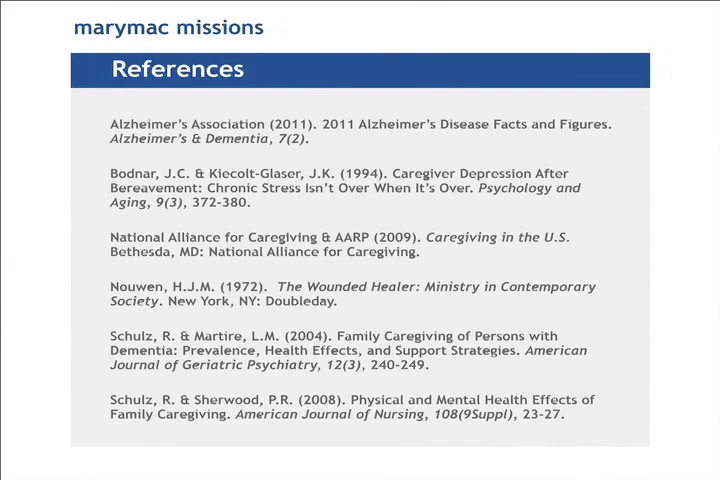 marymac missions
References
Alzheimer's Association (2011). 2011 Alzheimer's Disease Facts and Figures.
Alzheimer's & Dementia, 7(2).
Bodnar, J.C. & Kiecolt-Glaser, J.K. (1994). Caregiver Depression After
Bereavement: Chronic Stress Isn't Over When It's Over. Psychology and
Aging, 9(3), 372-380.
National Alliance for Caregiving & AARP (2009). Caregiving in the U.S.
Bethesda, MD: National Alliance for Caregiving.
Nouwen, H.J.M. (1972). The Wounded Healer: Ministry in Contemporary
Society. New York, NY: Doubleday.
Schulz, R. & Martire, L.M. (2004). Family Caregiving of Persons with
Dementia: Prevalence, Health Effects, and Support Strategies. American
Journal of Geriatric Psychiatry, 12(3), 240-249.
Schulz, R. & Sherwood, P.R. (2008). Physical and Mental Health Effects of
Family Caregiving. American Journal of Nursing, 108(9Suppl), 23-27.